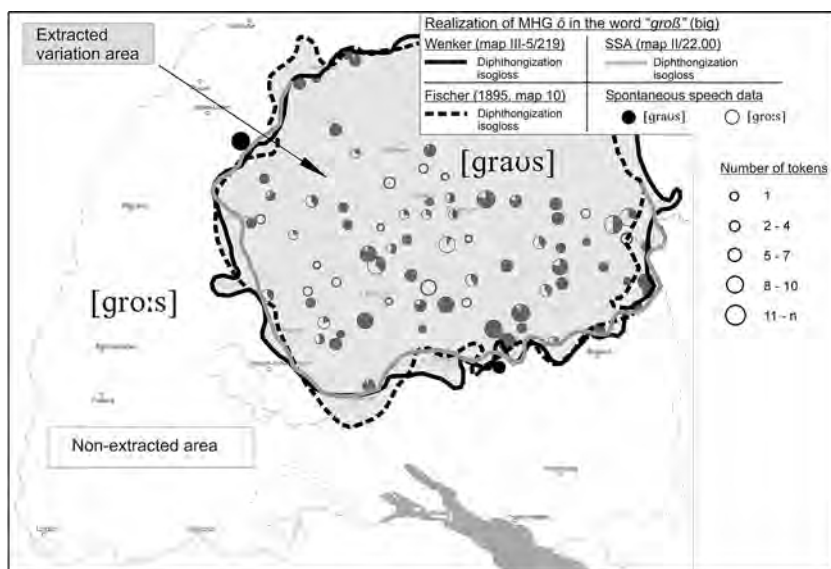 Extracted
variation area
Realization of MHG ō in the word "groß" (big)
Wenker (map III-5/219)
SSA (map II/22.00)
Diphthongization
isogloss
Diphthongization
isogloss
Fischer (1895, map 10)
Spontaneous speech data
Diphthongization
isogloss
[graʊs]
[groːs]
[graʊs]
Number of tokens
1
2 - 4
5 - 7
8 - 10
11 - n
[groːs]
Non-extracted area